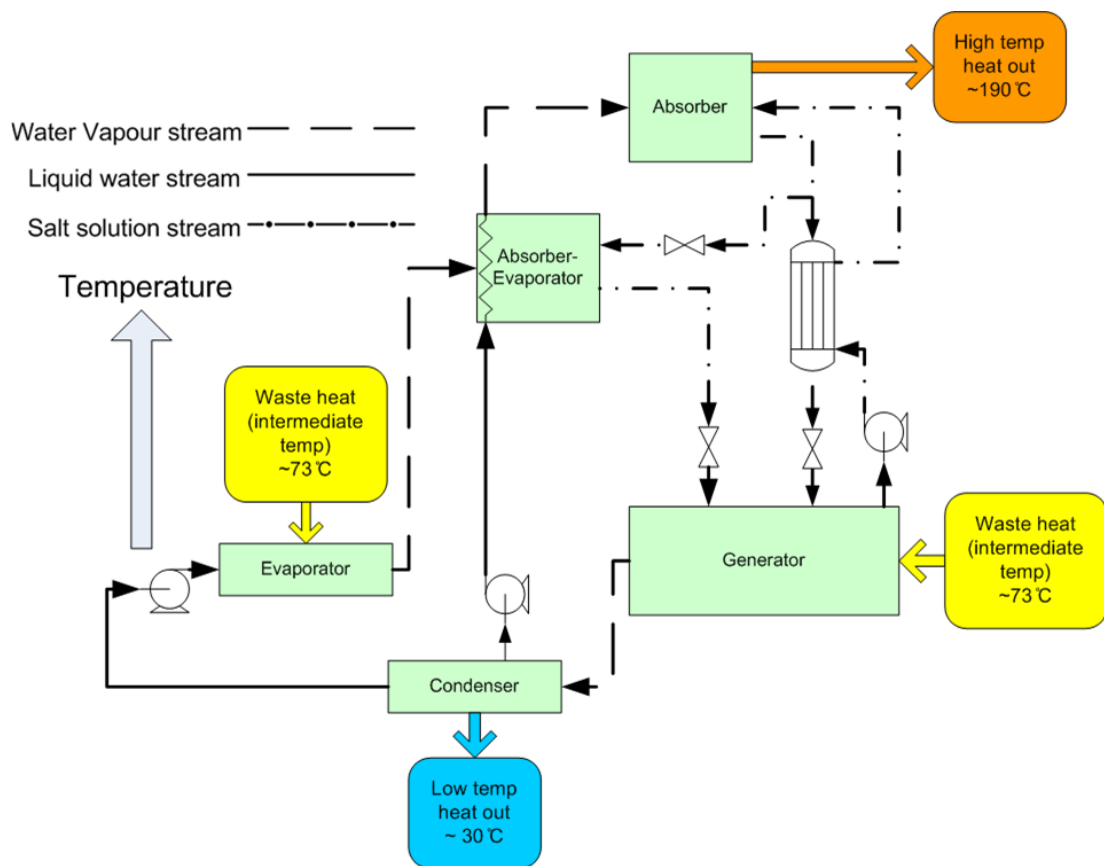 High temp
heat out
~190℃
Absorber
Water Vapour stream
Liquid water stream
Salt solution stream
Absorber-
Evaporator
Temperature
Waste heat
(intermediate
temp)
~73℃
Evaporator
Generator
Waste heat
(intermediate
temp)
~73℃
Condenser
Low temp
heat out
~ 30℃